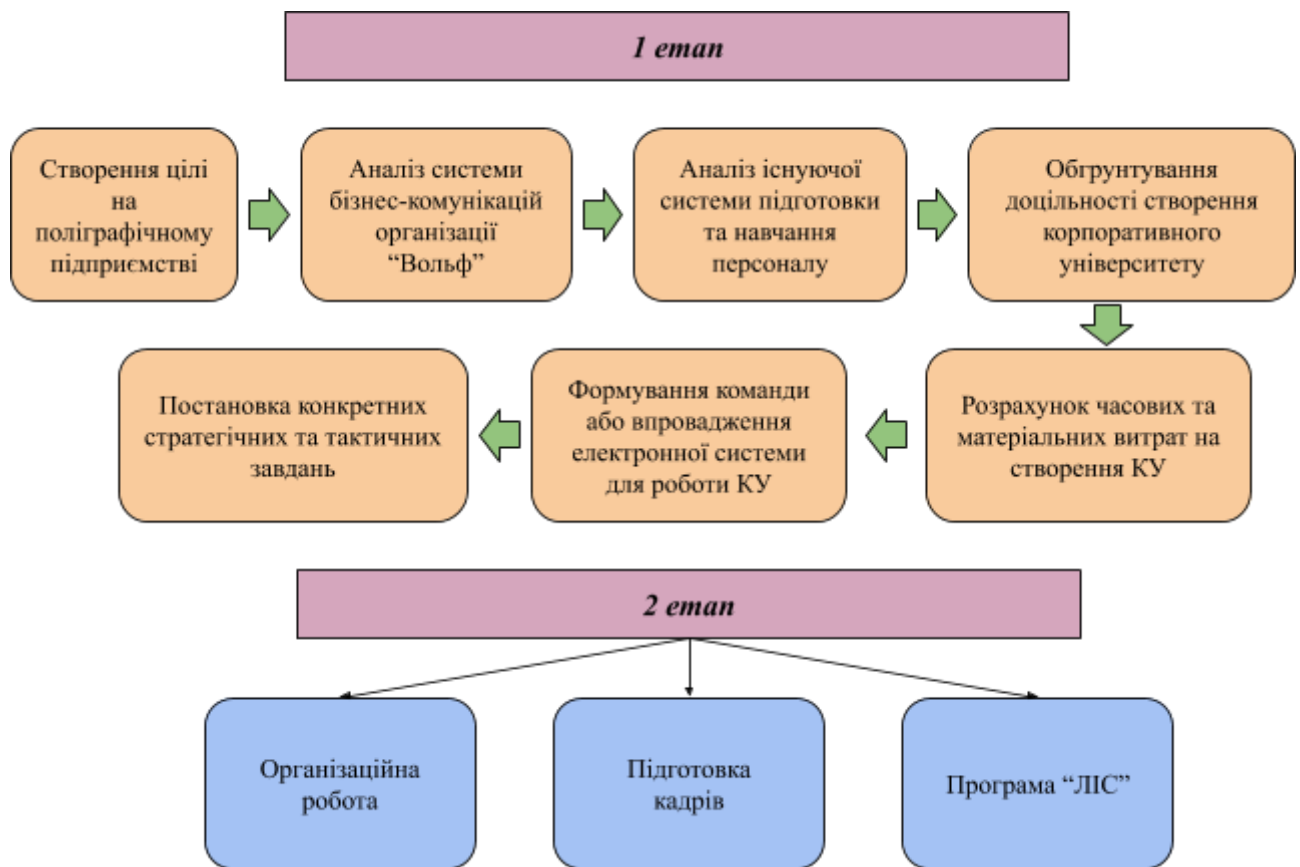 1 етап
Створення цілі
на
поліграфічному
підприємстві
Аналіз системи
бізнес-комунікацій
організації
“Вольф”
Аналіз існуючої
системи підготовки
та навчання
персоналу
Обгрунтування
доцільності створення
корпоративного
університету
Розрахунок часових та
матеріальних витрат на
створення КУ
Формування команди
або впровадження
електронної системи
для роботи КУ
Постановка конкретних
стратегічних та тактичних
завдань
2 етап
Організаційна
робота
Підготовка
кадрів
Програма “ЛІС”